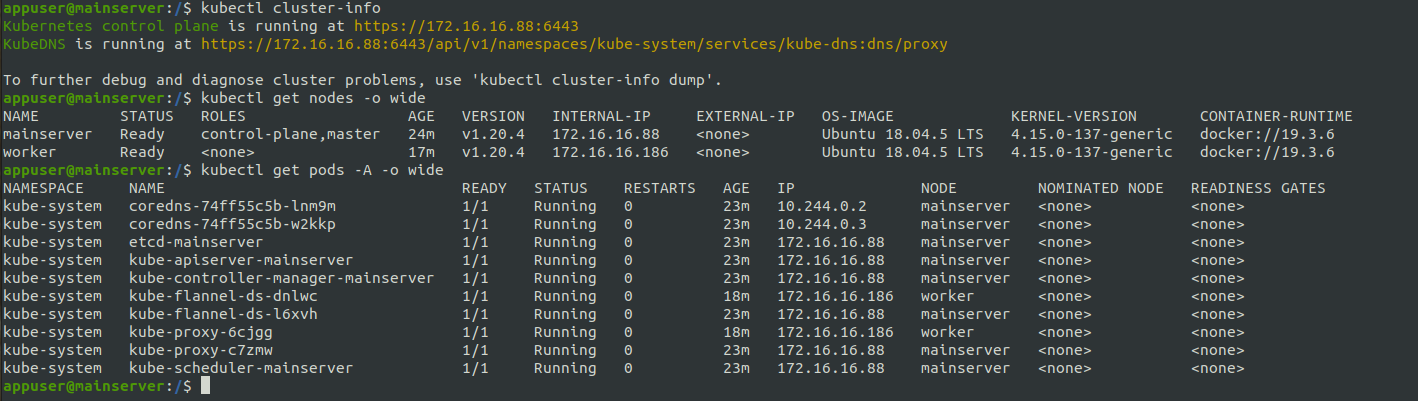 appuser@mainserver:/$ kubectl cluster-info
Kubernetes control plane is running at https://172.16.16.88:6443
KubeDNS is running at https://172.16.16.88:6443/api/v1/namespaces/kube-system/services/kube-dns:dns/proxy
To further debug and diagnose cluster problems, use 'kubectl cluster-info dump'.
appuser@mainserver:/$ kubectl get nodes -o wide
NAME         STATUS   ROLES                  AGE   VERSION   INTERNAL-IP     EXTERNAL-IP   OS-IMAGE             KERNEL-VERSION      CONTAINER-RUNTIME
mainserver   Ready    control-plane,master   24m   v1.20.4   172.16.16.88    <none>        Ubuntu 18.04.5 LTS   4.15.0-137-generic   docker://19.3.6
worker       Ready    <none>                 17m   v1.20.4   172.16.16.186   <none>        Ubuntu 18.04.5 LTS   4.15.0-137-generic   docker://19.3.6
appuser@mainserver:/$ kubectl get pods -A -o wide
NAMESPACE     NAME                                 READY   STATUS    RESTARTS   AGE   IP              NODE         NOMINATED NODE   READINESS GATES
kube-system   coredns-74ff55c5b-lnm9m              1/1     Running   0          23m   10.244.0.2      mainserver   <none>           <none>
kube-system   coredns-74ff55c5b-w2kkp              1/1     Running   0          23m   10.244.0.3      mainserver   <none>           <none>
kube-system   etcd-mainserver                      1/1     Running   0          23m   172.16.16.88    mainserver   <none>           <none>
kube-system   kube-apiserver-mainserver            1/1     Running   0          23m   172.16.16.88    mainserver   <none>           <none>
kube-system   kube-controller-manager-mainserver   1/1     Running   0          23m   172.16.16.88    mainserver   <none>           <none>
kube-system   kube-flannel-ds-dnlwc                1/1     Running   0          18m   172.16.16.186   worker       <none>           <none>
kube-system   kube-flannel-ds-l6xvh                1/1     Running   0          23m   172.16.16.88    mainserver   <none>           <none>
kube-system   kube-proxy-6cjgg                     1/1     Running   0          18m   172.16.16.186   worker       <none>           <none>
kube-system   kube-proxy-c7zmw                     1/1     Running   0          23m   172.16.16.88    mainserver   <none>           <none>
kube-system   kube-scheduler-mainserver            1/1     Running   0          23m   172.16.16.88    mainserver   <none>           <none>
appuser@mainserver:/$